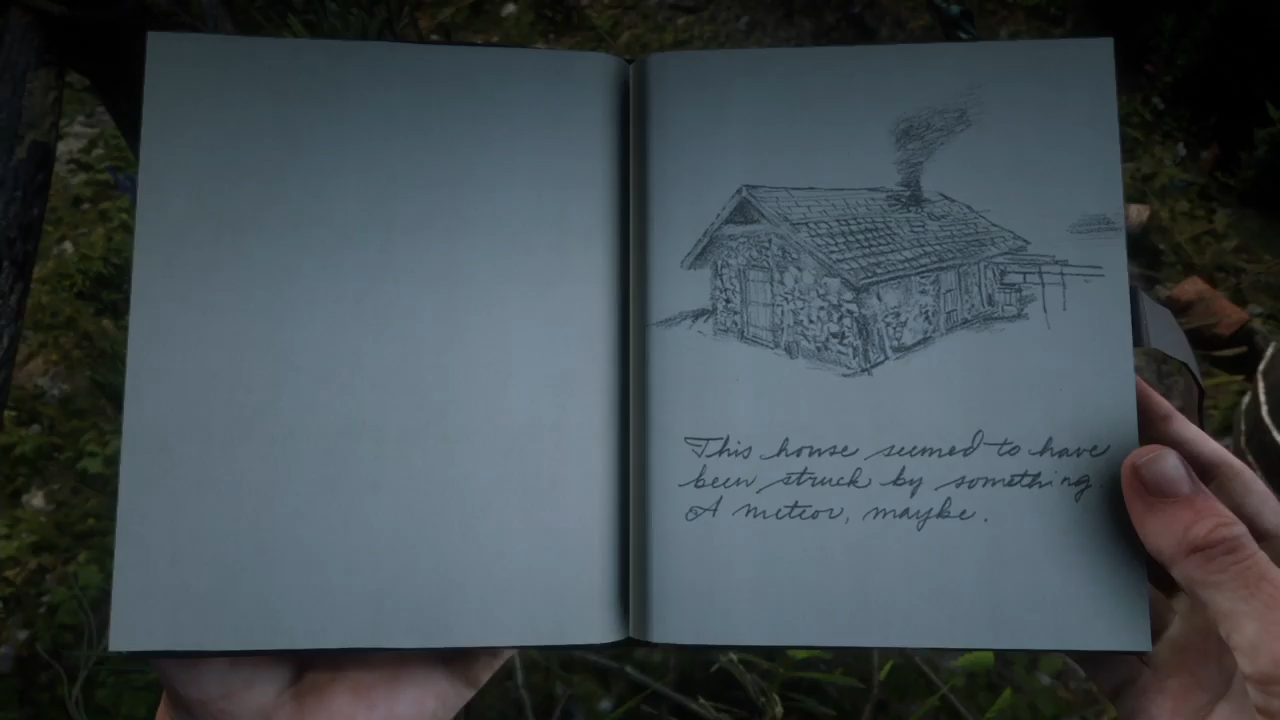 This house seemed to have
been struck by something.
A meteor, maybe.